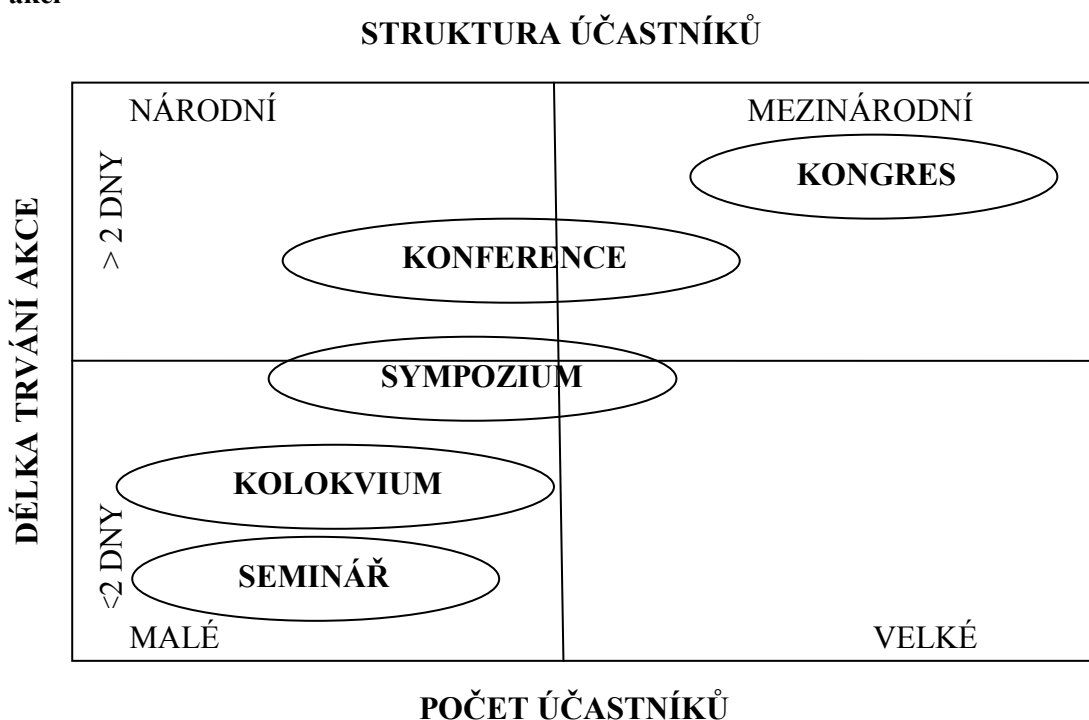 akcí
STRUKTURA ÚČASTNÍKŮ
NÁRODNÍ
MEZINÁRODNÍ
> 2 DNY
KONGRES
DÉLKA TRVÁNÍ AKCE
KONFERENCE
SYMPOZIUM
KOLOKVIUM
<2 DNY
SEMINÁŘ
MALÉ
VELKÉ
POČET ÚČASTNÍKŮ